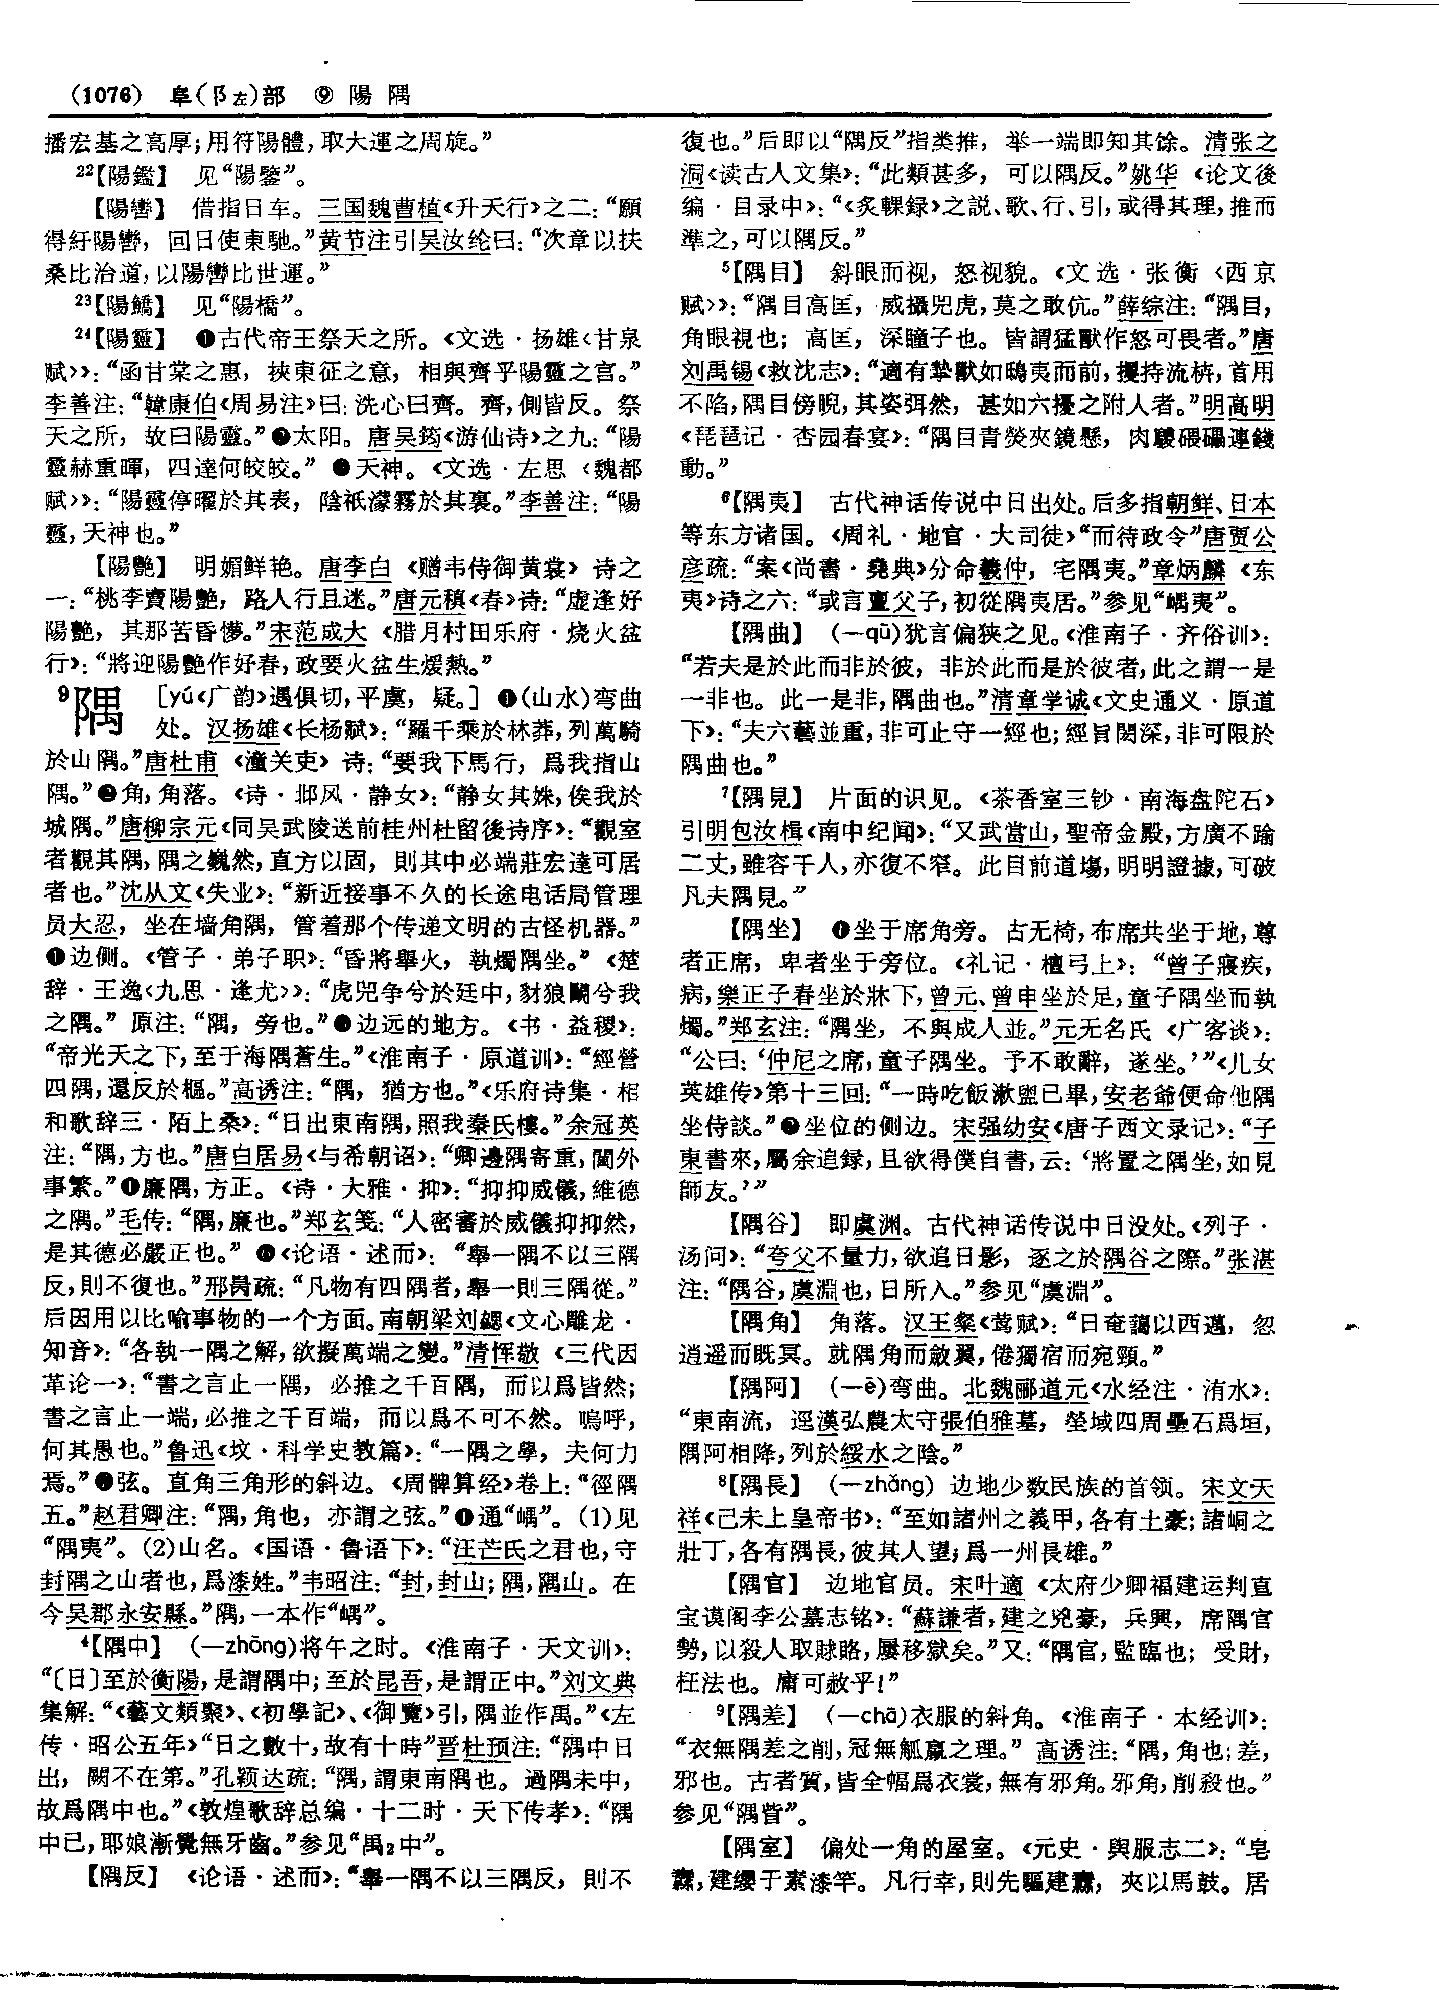 (1076) 阜(阝左)部 ⑨ 陽 隅
播宏基之高厚;用符陽體,取大運之周旋。”
22【陽鑑】 见“陽鑒”。
【陽轡】 借指日车。三国魏曹植《升天行》之二:“願
得紆陽轡,回日使東馳。”黄节注引吴汝纶曰:“次章以扶
桑比治道,以陽轡比世運。”
23【陽鱎】 见“陽橋”。
24【陽靈】 ❶古代帝王祭天之所。《文选·扬雄〈甘泉
赋〉》:“函甘棠之惠,挾東征之意,相與齊乎陽靈之宫。”
李善注:“韓康伯《周易注》曰:洗心曰齊。齊,側皆反。祭
天之所,故曰陽靈。”❷太阳。唐吴筠《游仙诗》之九:“陽
靈赫重暉,四達何皎皎。”❸天神。《文选·左思〈魏都
赋〉》:“陽靈停曜於其表,陰祇濛霧於其裏。”李善注:“陽
靈,天神也。”
【陽艷】 明媚鲜艳。唐李白《赠韦侍御黄裳》诗之
一:“桃李賣陽艷,路人行且迷。”唐元稹《春》诗:“虚逢好
陽艷,其那苦昏懜。”宋范成大《腊月村田乐府·烧火盆
行》:“將迎陽艷作好春,政要火盆生煖熱。”
9隅 [yú《广韵》遇俱切,平虞,疑。]❶(山水)弯曲
处。汉扬雄《长杨赋》:“羅千乘於林莽,列萬騎
於山隅。”唐杜甫《潼关吏》诗:“要我下馬行,爲我指山
隅。”❷角,角落。《诗·邶风·静女》:“静女其姝,俟我於
城隅。”唐柳宗元《同吴武陵送前桂州杜留後诗序》:“觀室
者觀其隅,隅之巍然,直方以固,則其中必端莊宏達可居
者也。”沈从文《失业》:“新近接事不久的长途电话局管理
员大忍,坐在墙角隅,管着那个传递文明的古怪机器。”
❸边侧。《管子·弟子职》:“昏將舉火,執燭隅坐。”《楚
辞·王逸〈九思·逢尤〉》:“虎兕争兮於廷中,豺狼鬭兮我
之隅。”原注:“隅,旁也。”❹边远的地方。《书·益稷》:
“帝光天之下,至于海隅蒼生。”《淮南子·原道训》:“經營
四隅,還反於樞。”高诱注:“隅,猶方也。”《乐府诗集·相
和歌辞三·陌上桑》:“日出東南隅,照我秦氏樓。”余冠英
注:“隅,方也。”唐白居易《与希朝诏》:“卿邊隅寄重,閫外
事繁。”❺廉隅,方正。《诗·大雅·抑》:“抑抑威儀,維德
之隅。”毛传:“隅,廉也。”郑玄笺:“人密審於威儀抑抑然,
是其德必嚴正也。”❻《论语·述而》:“舉一隅不以三隅
反,則不復也。”邢昺疏:“凡物有四隅者,舉一則三隅從。”
后因用以比喻事物的一个方面。南朝梁刘勰《文心雕龙·
知音》:“各執一隅之解,欲擬萬端之變。”清恽敬《三代因
革论一》:“書之言止一隅,必推之千百隅,而以爲皆然;
書之言止一端,必推之千百端,而以爲不可不然。嗚呼,
何其愚也。”鲁迅《坟·科学史教篇》:“一隅之學,夫何力
焉。”❼弦。直角三角形的斜边。《周髀算经》卷上:“徑隅
五。”赵君卿注:“隅,角也,亦謂之弦。”❽通“嵎”。(1)见
“隅夷”。(2)山名。《国语·鲁语下》:“汪芒氏之君也,守
封隅之山者也,爲漆姓。”韦昭注:“封,封山;隅,隅山。在
今吴郡永安縣。”隅,一本作“嵎”。
4【隅中】 (—zhōng)将午之时。《淮南子·天文训》:
“〔日〕至於衡陽,是謂隅中;至於昆吾,是謂正中。”刘文典
集解:“《藝文類聚》、《初學記》、《御覽》引,隅並作禺。”《左
传·昭公五年》“日之數十,故有十時”晋杜预注:“隅中日
出,闕不在第。”孔颖达疏:“隅,謂東南隅也。過隅未中,
故爲隅中也。”《敦煌歌辞总编·十二时·天下传孝》:“隅
中巳,耶娘漸覺無牙齒。”参见“禺2中”。
【隅反】 《论语·述而》:“舉一隅不以三隅反,則不
復也。”后即以“隅反”指类推,举一端即知其馀。清张之
洞《读古人文集》:“此類甚多,可以隅反。”姚华《论文後
编·目录中》:“《炙輠录》之説、歌、行、引,或得其理,推而
準之,可以隅反。”
5【隅目】 斜眼而视,怒视貌。《文选·张衡〈西京
赋〉》:“隅目高匡,威攝兕虎,莫之敢伉。”薛综注:“隅目,
角眼視也;高匡,深瞳子也。皆謂猛獸作怒可畏者。”唐
刘禹锡《救沈志》:“適有摯獸如鴟夷而前,攫持流枿,首用
不陷,隅目傍睨,其姿弭然,甚如六擾之附人者。”明高明
《琵琶记·杏园春宴》:“隅目青熒夾鏡懸,肉駿碨礧連錢
動。”
6【隅夷】 古代神话传说中日出处。后多指朝鲜、日本
等东方诸国。《周礼·地官·大司徒》“而待政令”唐贾公
彦疏:“案《尚書·堯典》分命羲仲,宅隅夷。”章炳麟《东
夷》诗之六:“或言亶父子,初從隅夷居。”参见“嵎夷”。
【隅曲】 (—qū)犹言偏狭之见。《淮南子·齐俗训》:
“若夫是於此而非於彼,非於此而是於彼者,此之謂一是
一非也。此一是非,隅曲也。”清章学诚《文史通义·原道
下》:“夫六藝並重,非可止守一經也;經旨閎深,非可限於
隅曲也。”
7【隅見】 片面的识见。《茶香室三钞·南海盘陀石》
引明包汝楫《南中纪闻》:“又武當山,聖帝金殿,方廣不踰
二丈,雖容千人,亦復不窄。此目前道場,明明證據,可破
凡夫隅見。”
【隅坐】 ❶坐于席角旁。古无椅,布席共坐于地,尊
者正席,卑者坐于旁位。《礼记·檀弓上》:“曾子寢疾,
病,樂正子春坐於牀下,曾元、曾申坐於足,童子隅坐而執
燭。”郑玄注:“隅坐,不與成人並。”元无名氏《广客谈》:
“公曰:‘仲尼之席,童子隅坐。予不敢辭,遂坐。’”《儿女
英雄传》第十三回:“一時吃飯漱盥已畢,安老爺便命他隅
坐侍談。”❷坐位的侧边。宋强幼安《唐子西文录记》:“子
東書來,屬余追録,且欲得僕自書,云:‘將置之隅坐,如見
師友。’”
【隅谷】 即虞渊。古代神话传说中日没处。《列子·
汤问》:“夸父不量力,欲追日影,逐之於隅谷之際。”张湛
注:“隅谷,虞淵也,日所入。”参见“虞淵”。
【隅角】 角落。汉王粲《莺赋》:“日奄藹以西邁,忽
逍遥而既冥。就隅角而斂翼,倦獨宿而宛頸。”
【隅阿】 (—ē)弯曲。北魏郦道元《水经注·洧水》:
“東南流,逕漢弘農太守張伯雅墓,塋域四周壘石爲垣,
隅阿相降,列於綏水之陰。”
8【隅長】 (—zhǎng)边地少数民族的首领。宋文天
祥《己未上皇帝书》:“至如諸州之義甲,各有土豪;諸峒之
壯丁,各有隅長,彼其人望;爲一州長雄。”
【隅官】 边地官员。宋叶適《太府少卿福建运判直
宝谟阁李公墓志铭》:“蘇謙者,建之兇豪,兵興,席隅官
勢,以殺人取賕賂,屢移獄矣。”又:“隅官,監臨也;受財,
枉法也。庸可赦乎!”
9【隅差】 (—chā)衣服的斜角。《淮南子·本经训》:
“衣無隅差之削,冠無觚蠃之理。”高诱注:“隅,角也;差,
邪也。古者質,皆全幅爲衣裳,無有邪角。邪角,削殺也。”
参见“隅眥”。
【隅室】 偏处一角的屋室。《元史·舆服志二》:“皂
纛,建缨于素漆竿。凡行幸,則先驅建纛,夾以馬鼓。居